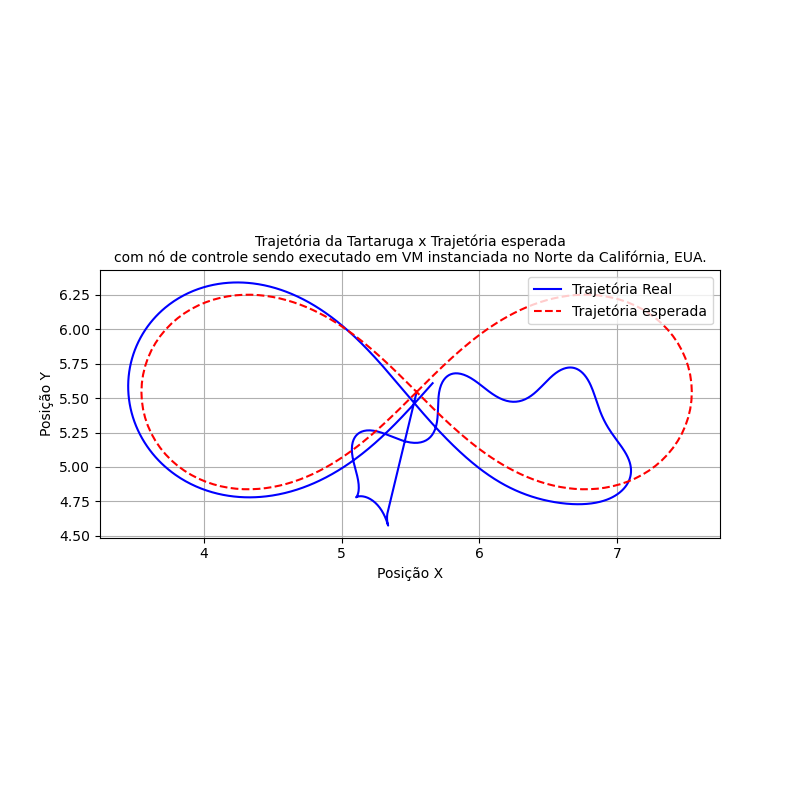 Trajetória da Tartaruga x Trajetória esperada
com nó de controle sendo executado em VM instanciada no Norte da Califórnia, EUA.
Trajetória Real
Trajetória esperada
6.25
6.00
5.75
5.50
5.25
5.00
4.75
4.50
Posição Y
4 5 6 7
Posição X